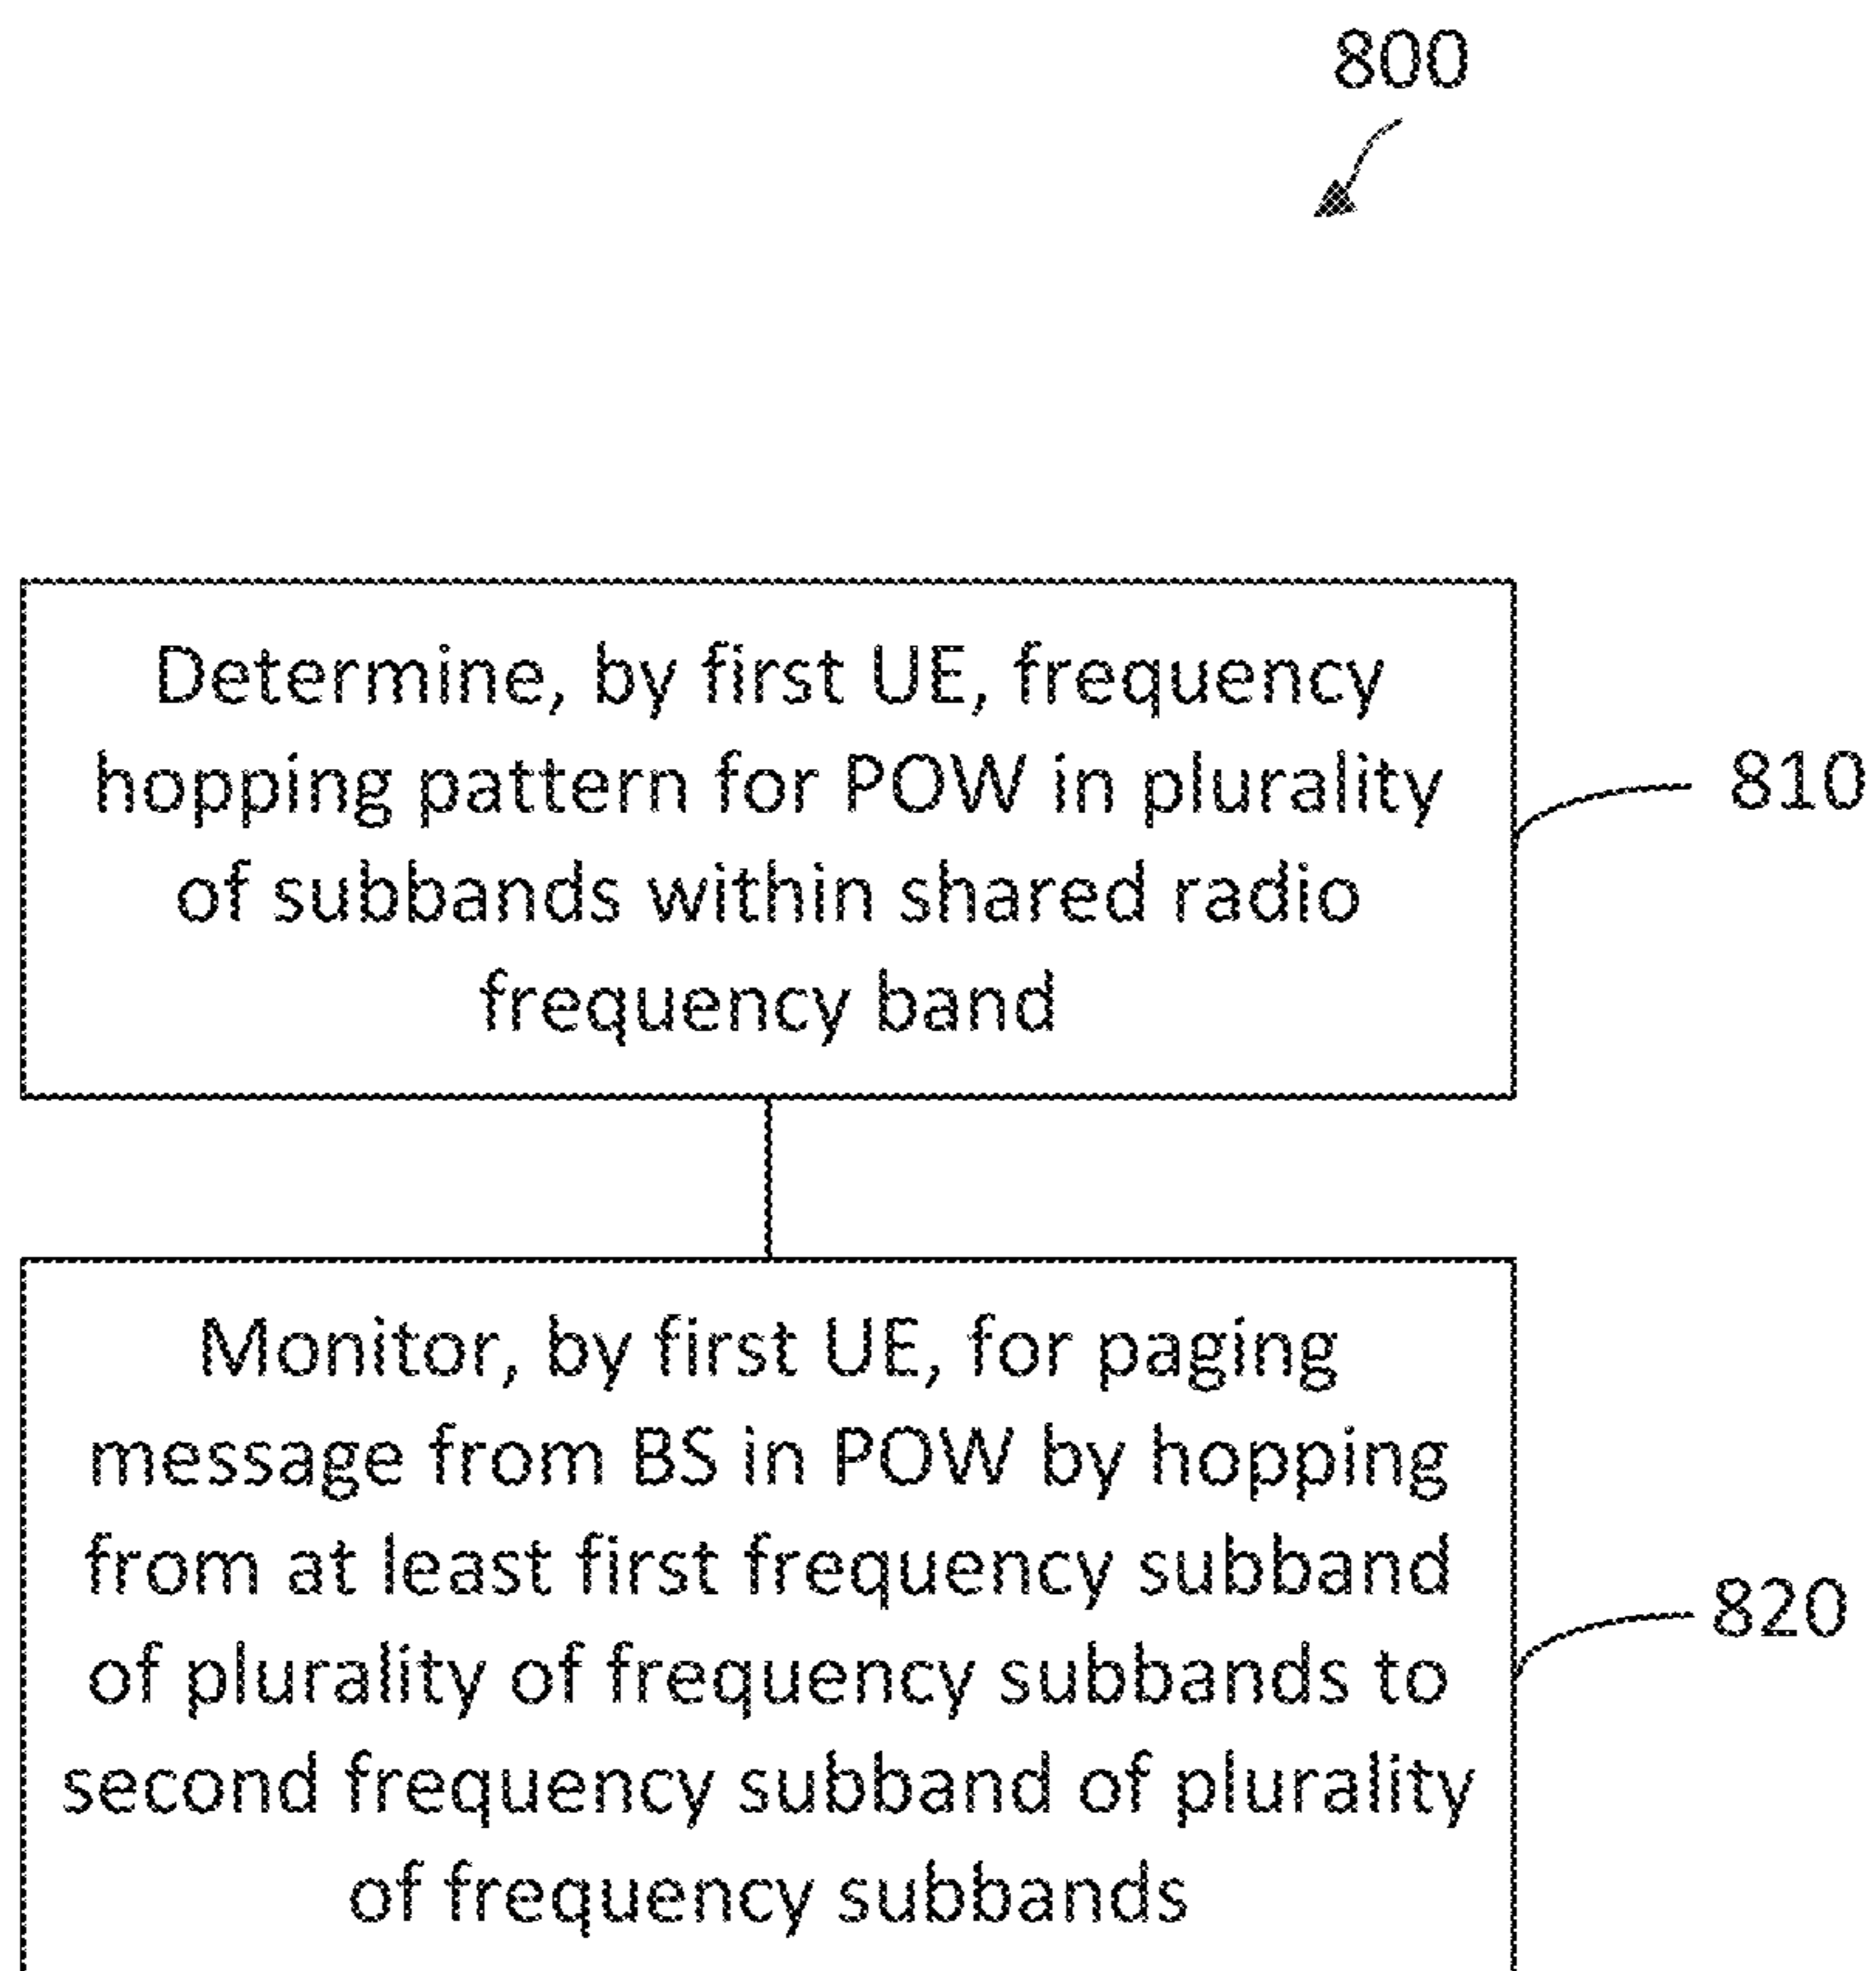 800
Determine, by first UE, frequency
hopping pattern for POW in plurality
of subbands within shared radio
frequency band
810
Monitor, by first UE, for paging
message from BS in POW by hopping
from at least first frequency subband
of plurality of frequency subbands to
second frequency subband of plurality
of frequency subbands
820